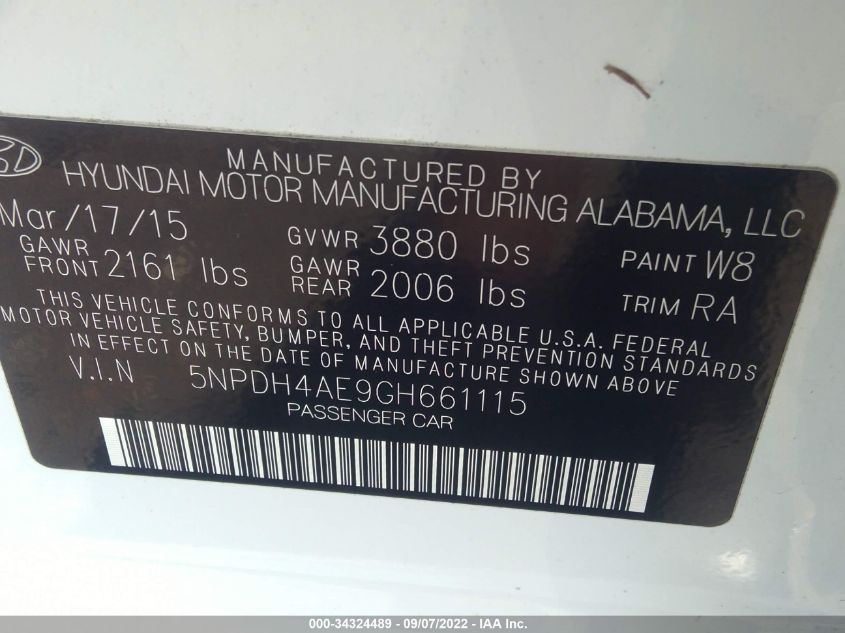 MANUFACTURED BY
HYUNDAI MOTOR MANUFACTURING ALABAMA, LLC
Mar/17/15
GVWR 3880 lbs
PAINT W8
GAWR FRONT 2161 lbs
GAWR REAR 2006 lbs
TRIM RA
THIS VEHICLE CONFORMS TO ALL APPLICABLE U.S.A. FEDERAL
MOTOR VEHICLE SAFETY, BUMPER, AND THEFT PREVENTION STANDARDS
IN EFFECT ON THE DATE OF MANUFACTURE SHOWN ABOVE.
V.I.N 5NPDH4AE9GH661115
PASSENGER CAR
000-34324489 - 09/07/2022 - IAA Inc.